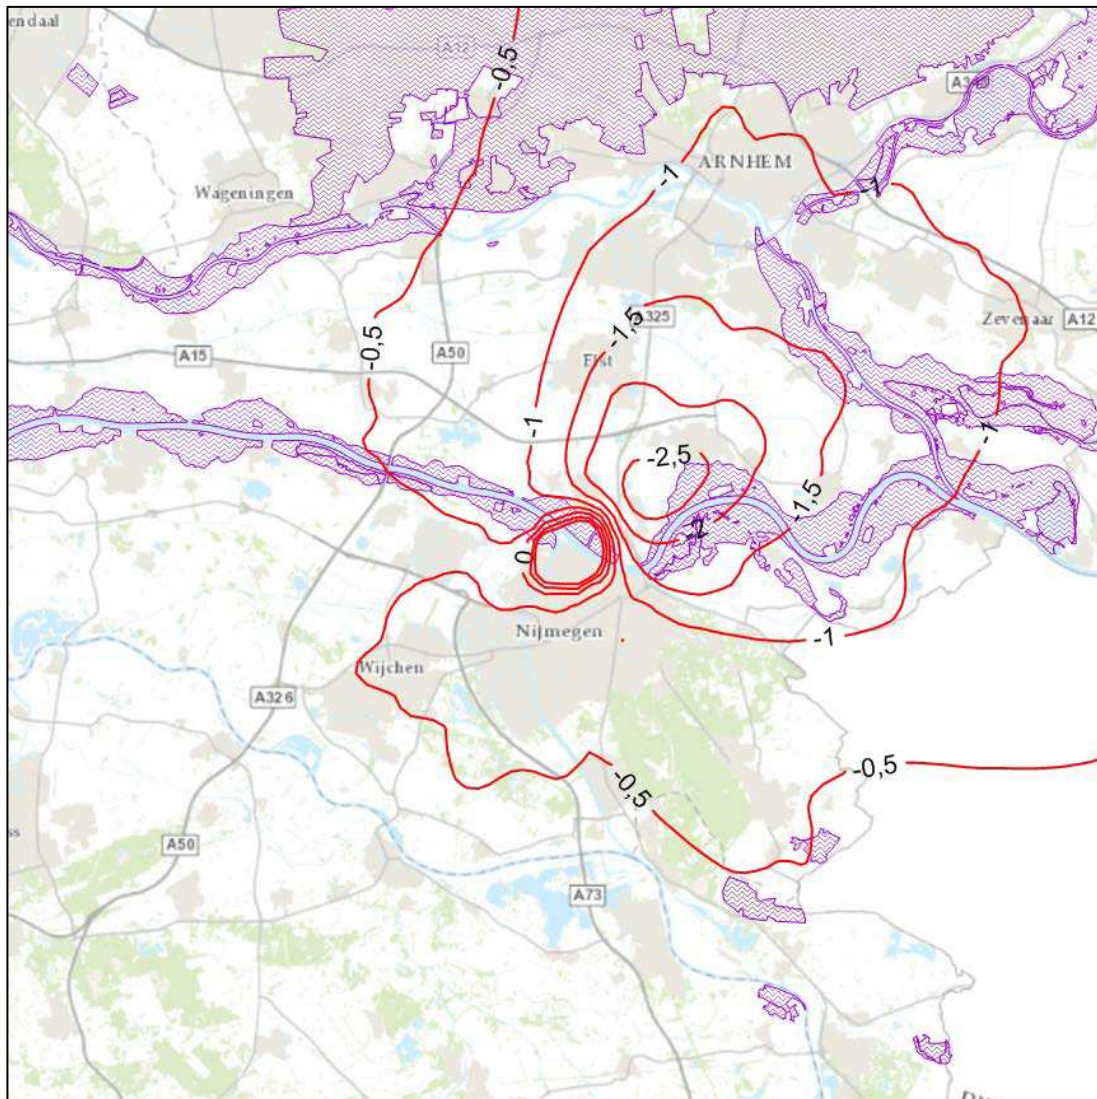 endaal
A12
-0,5
ARNHEM
-1
-1
Wageningen
-1,5
A325
Zevenaar
A12
A15
-0,5
A50
Elst
-1
-1
-2,5
-1,5
-2
0
Nijmegen
-1
Wijchen
A326
-0,5
-0,5
ss
A50
A73